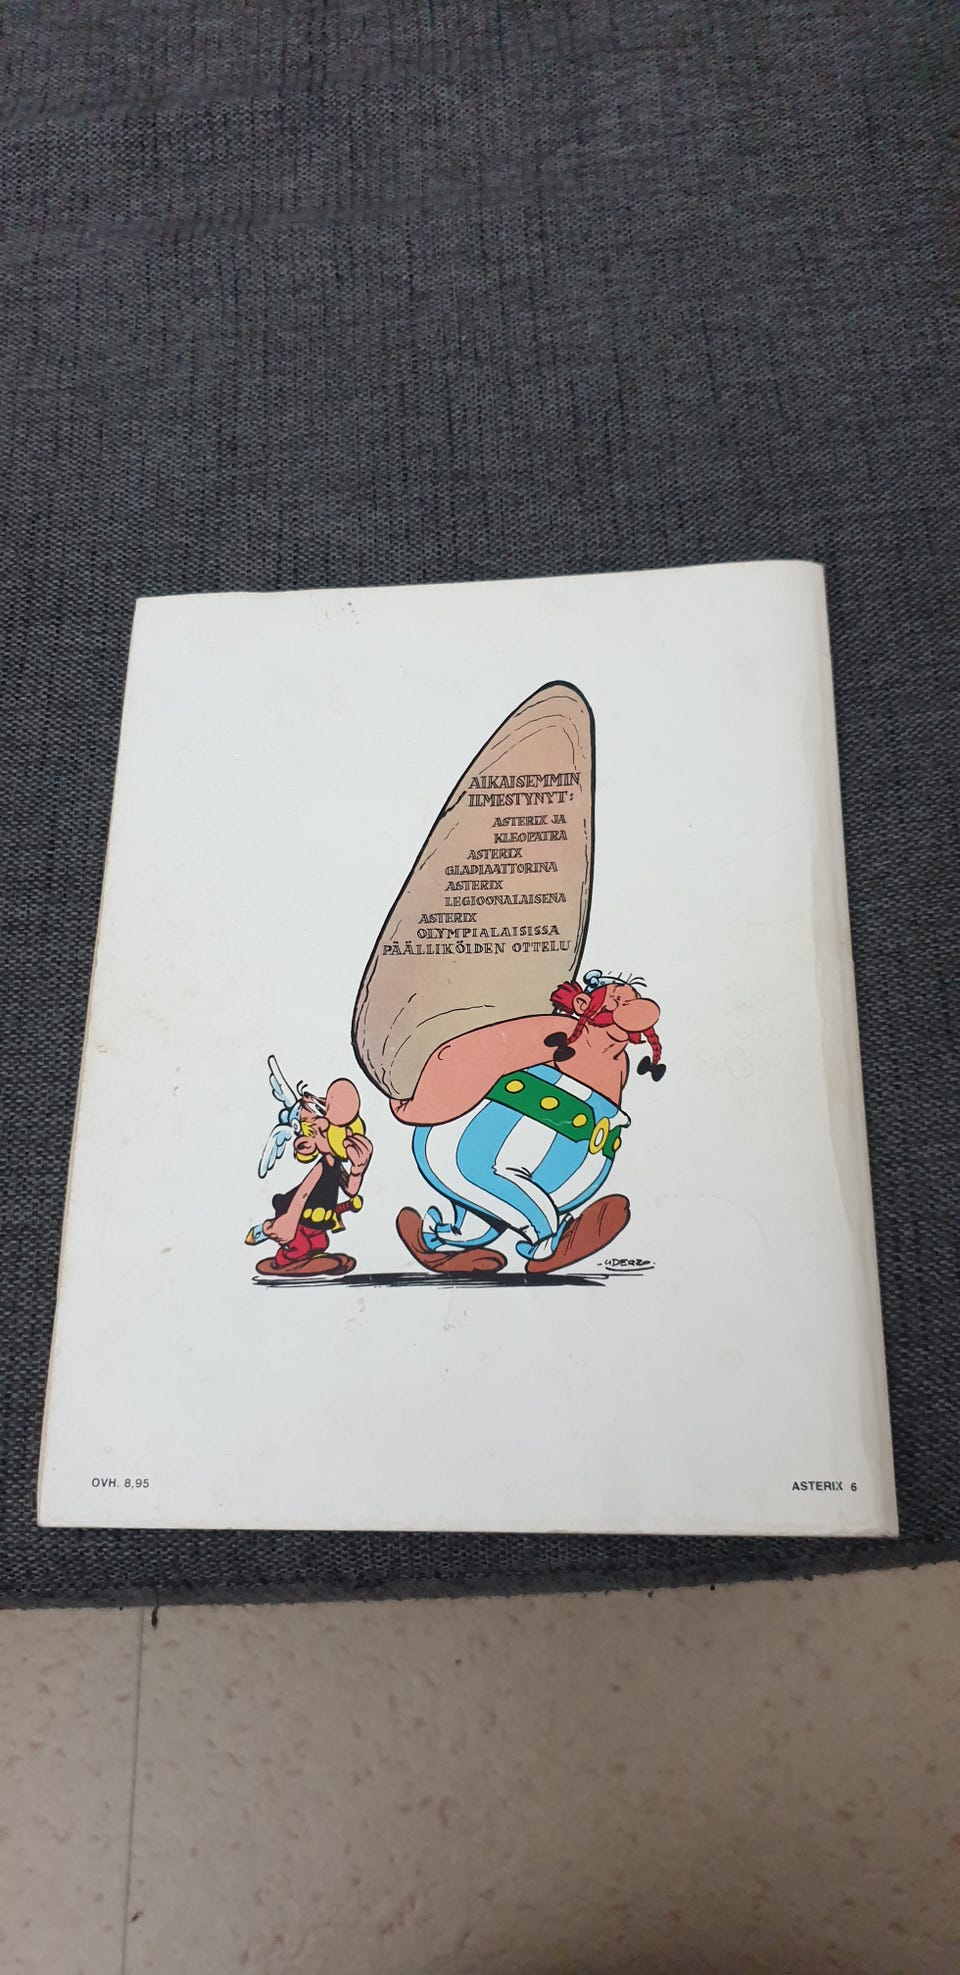 AIKAISEMMIN
ILMESTYNYT:
ASTERIX JA
KLEOPATRA
ASTERIX
GLADIAATTORINA
ASTERIX
LEGIOONALAISENA
ASTERIX
OLYMPIALAISISSA
PÄÄLLIKÖIDEN OTTELU
-UDERZO-
OVH. 8,95
ASTERIX 6